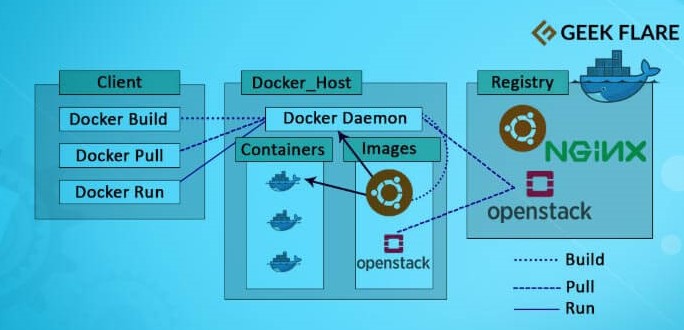 GEEK FLARE
Client
Docker_Host
Registry
Docker Build
Docker Daemon
Docker Pull
Containers
Images
NGiNX
Docker Run
openstack
openstack
Build
Pull
Run